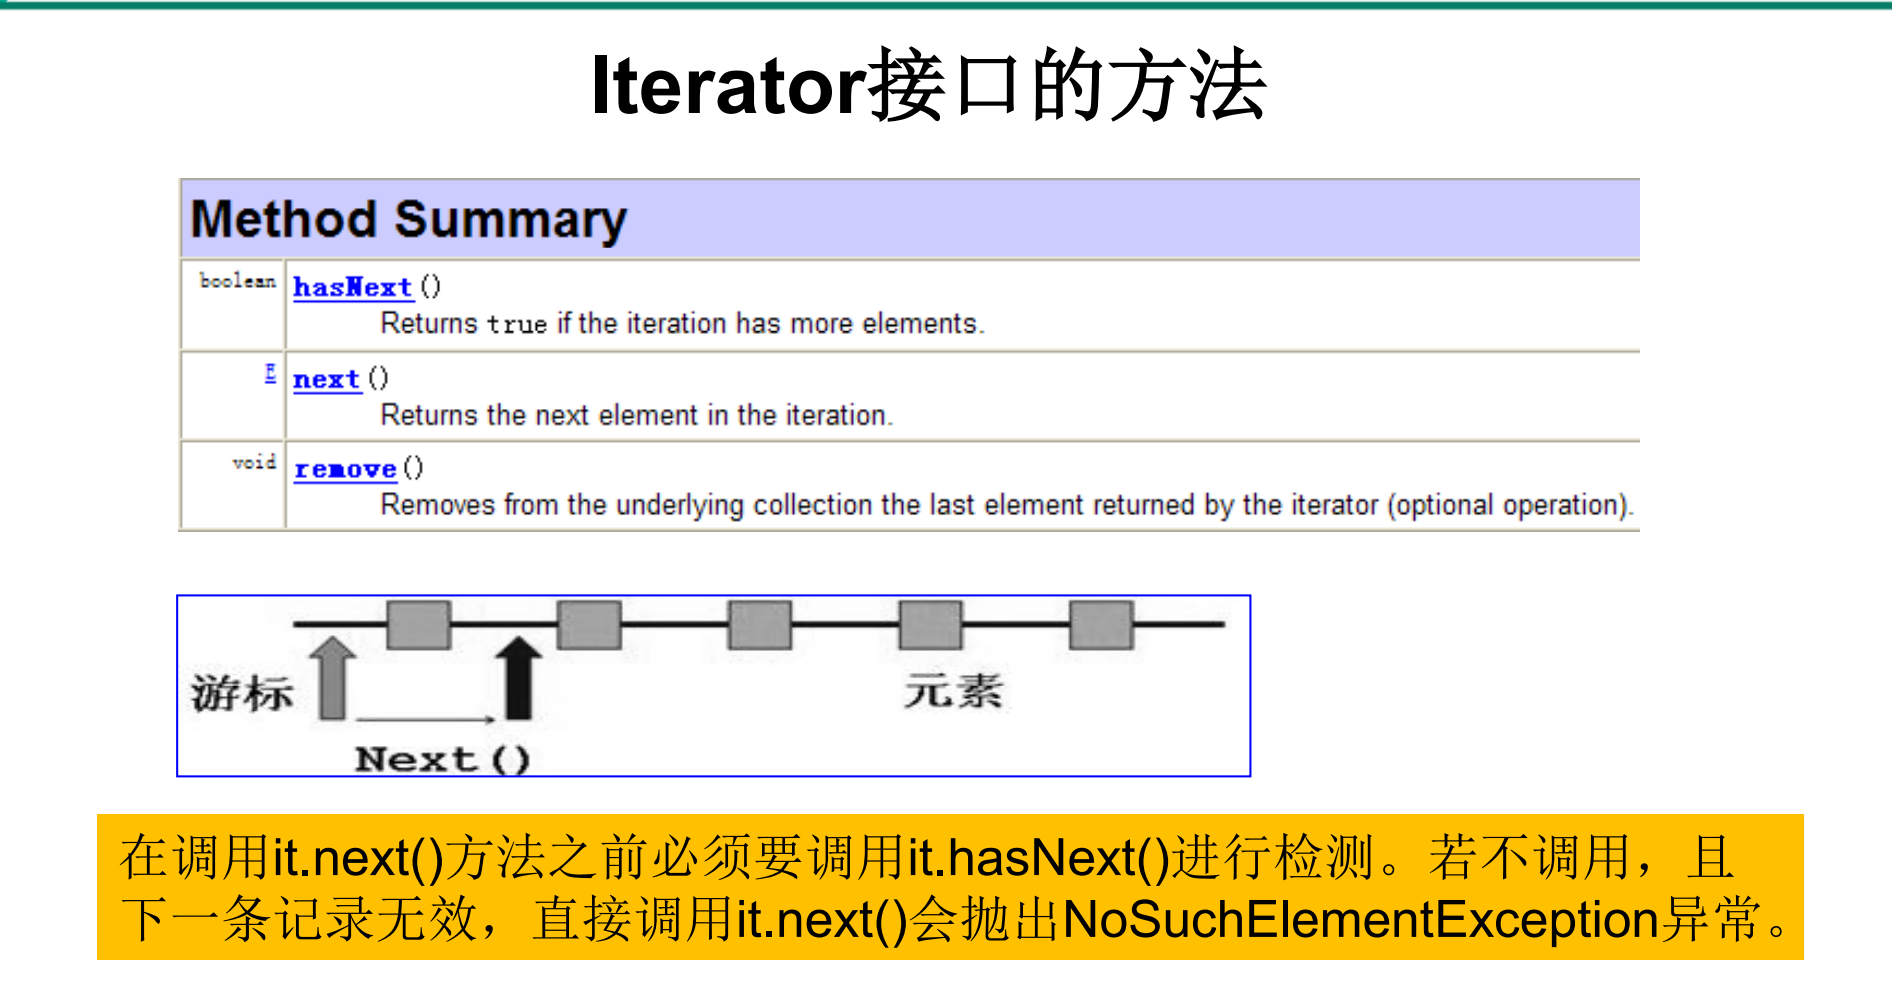 Iterator接口的方法
Method Summary
boolean hasNext()
Returns true if the iteration has more elements.
E next()
Returns the next element in the iteration.
void remove()
Removes from the underlying collection the last element returned by the iterator (optional operation).
游标
元素
Next()
在调用it.next()方法之前必须要调用it.hasNext()进行检测。若不调用，且
下一条记录无效，直接调用it.next()会抛出NoSuchElementException异常。